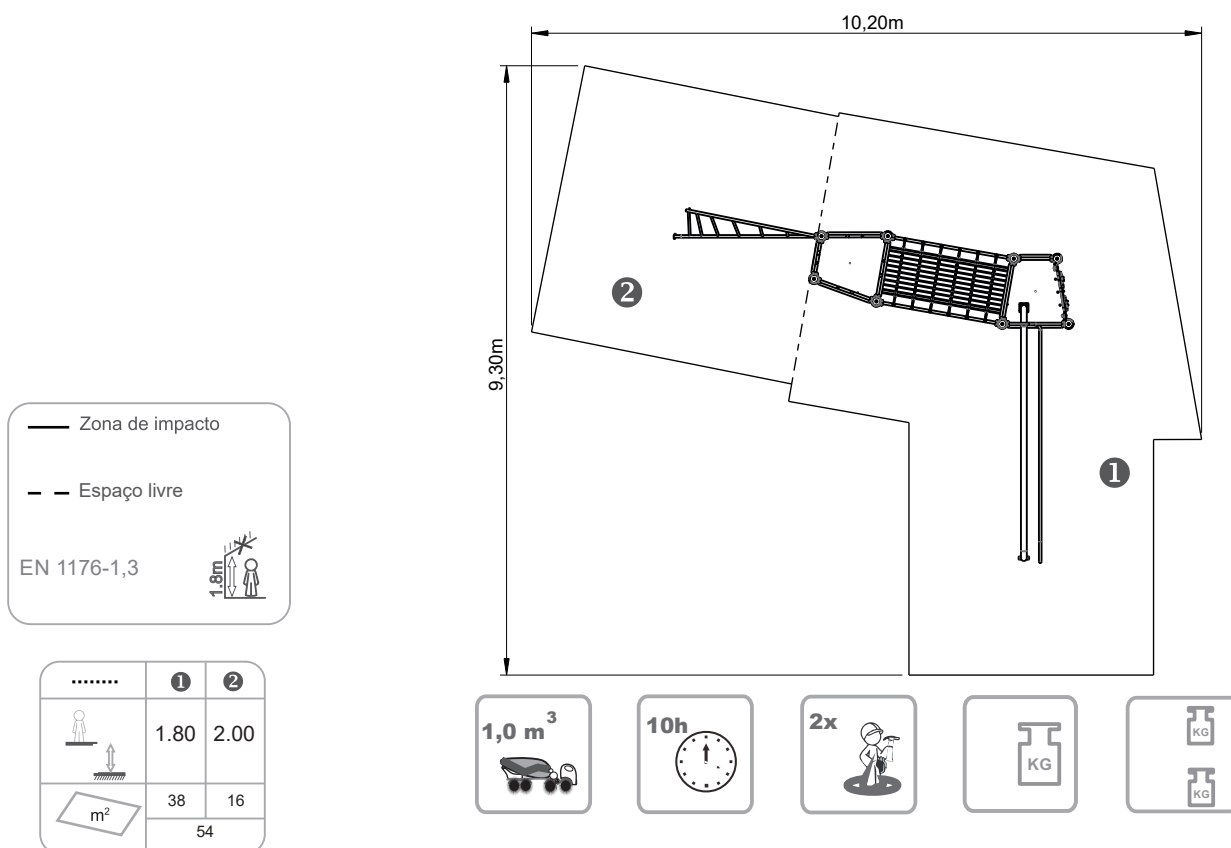 10,20m
9,30m
❷
❶
Zona de impacto
Espaço livre
EN 1176-1,3
1.8m
........ ❶ ❷
1.80 2.00
m² 38 16
54
1,0 m³
10h
2x
KG
KG
KG